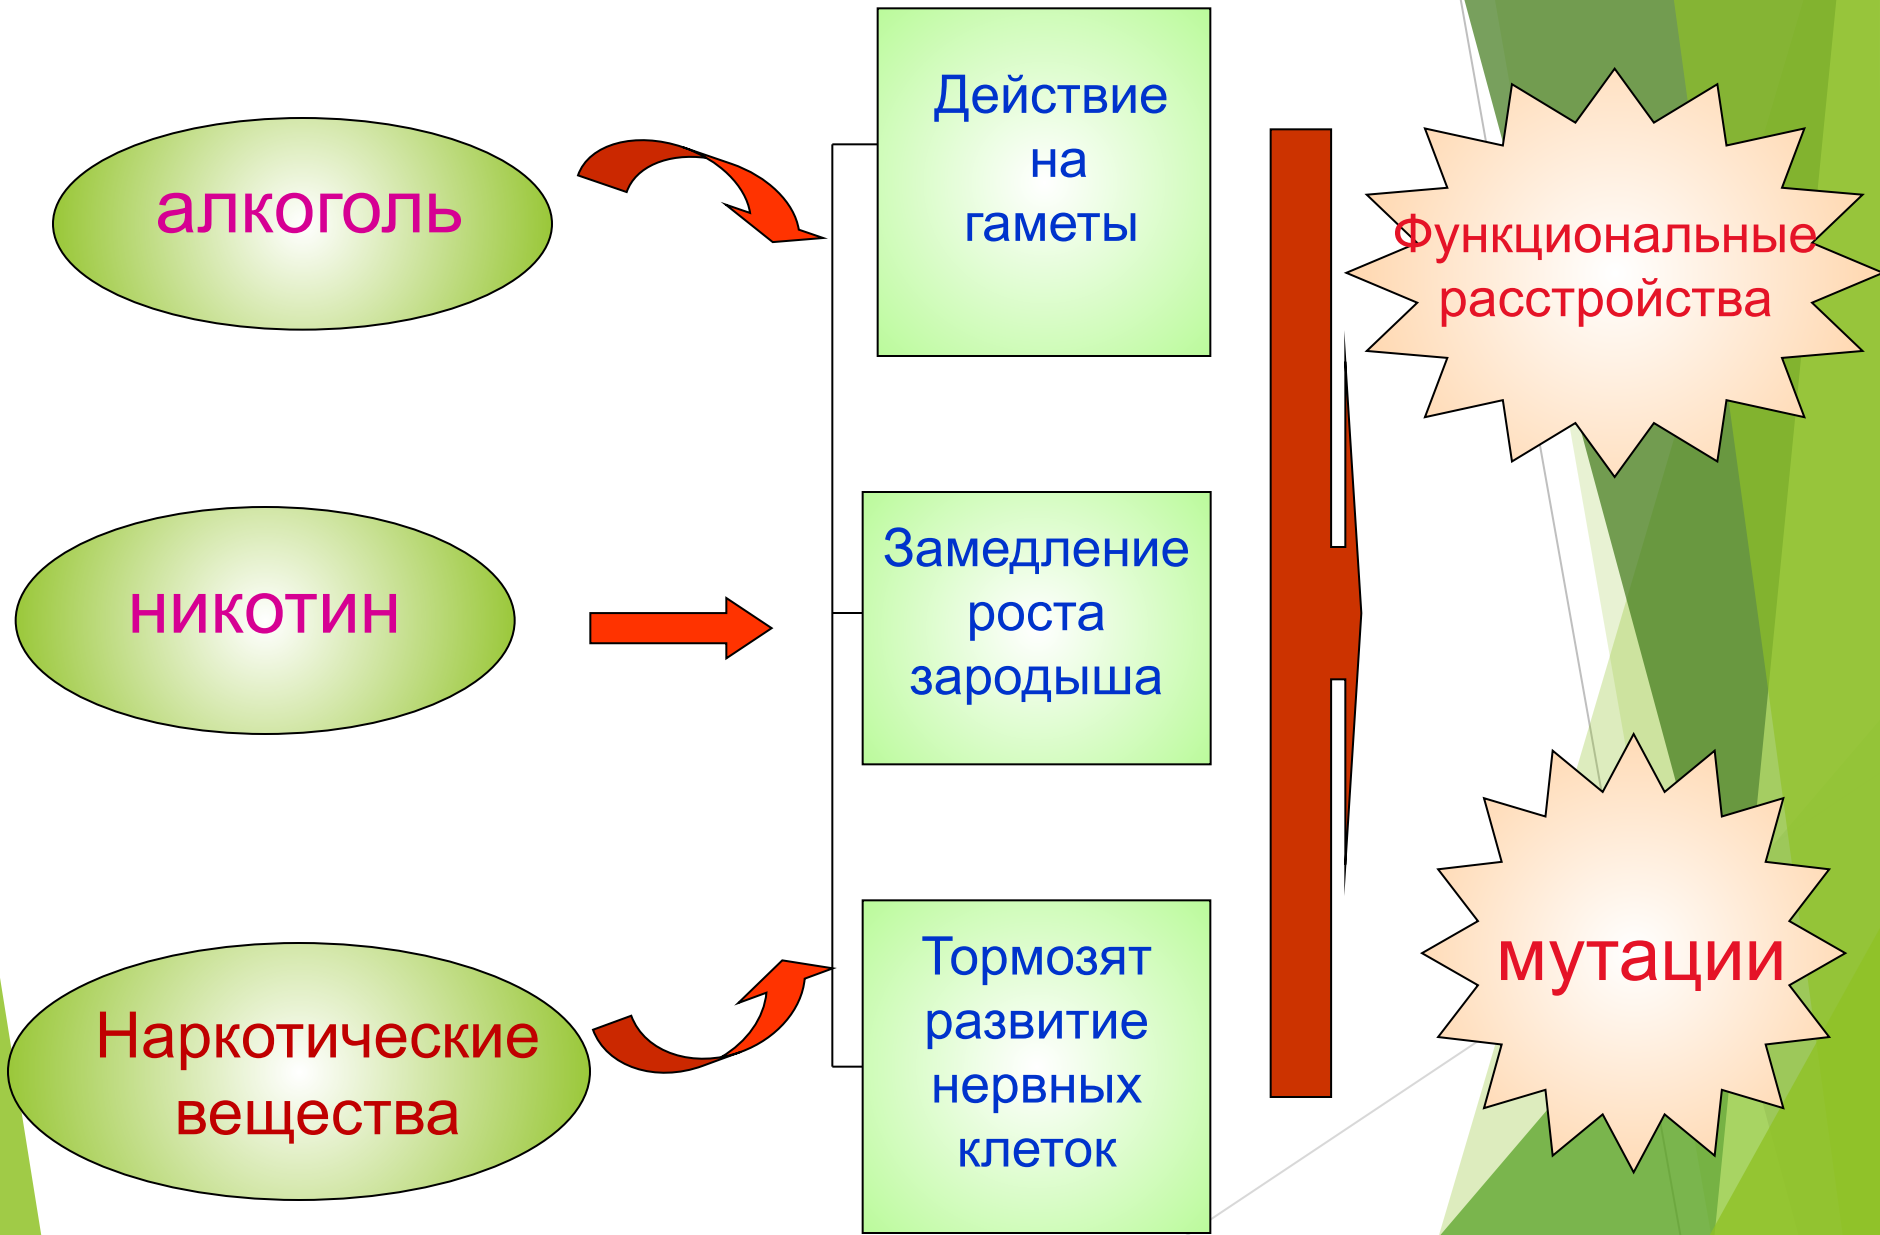 алкоголь
никотин
Наркотические
вещества
Действие
на
гаметы
Замедление
роста
зародыша
Тормозят
развитие
нервных
клеток
Функциональные
расстройства
мутации